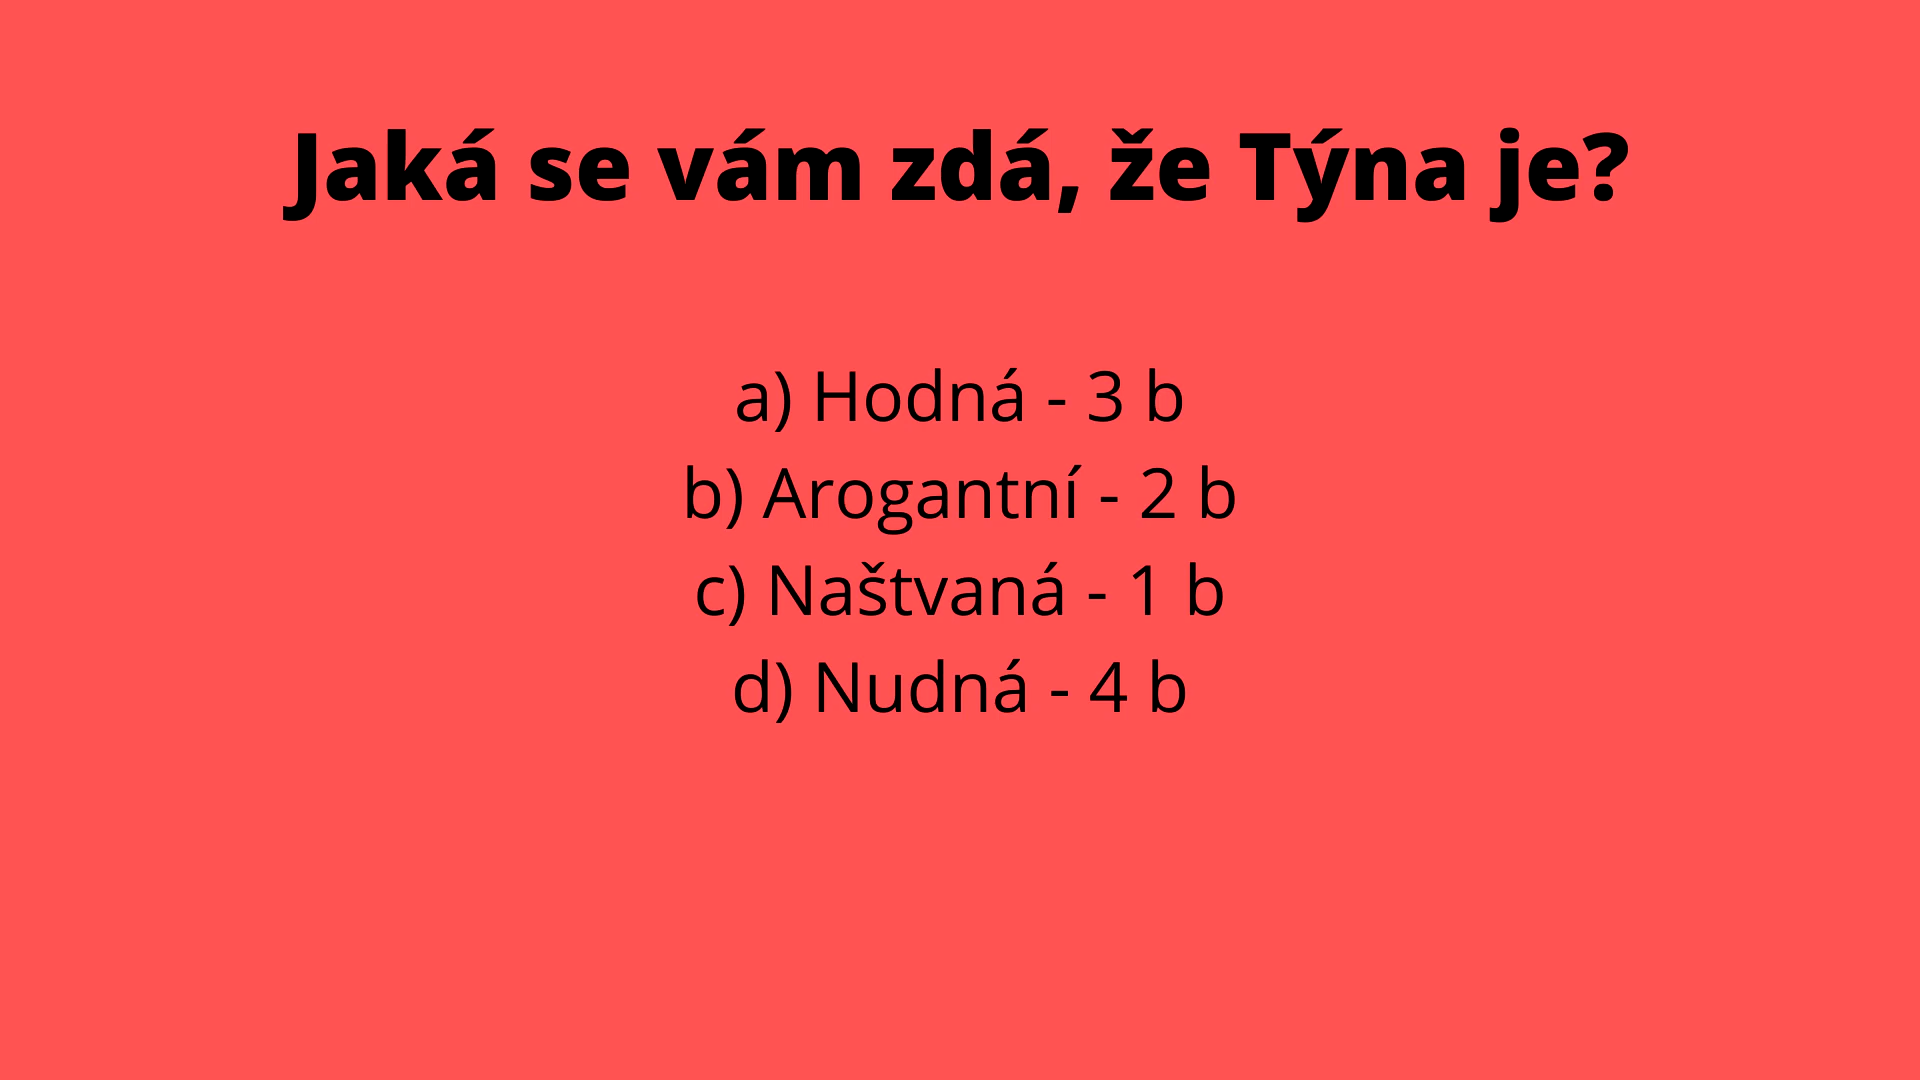 Jaká se vám zdá, že Týna je?
a) Hodná - 3 b
b) Arogantní - 2 b
c) Naštvaná - 1 b
d) Nudná - 4 b